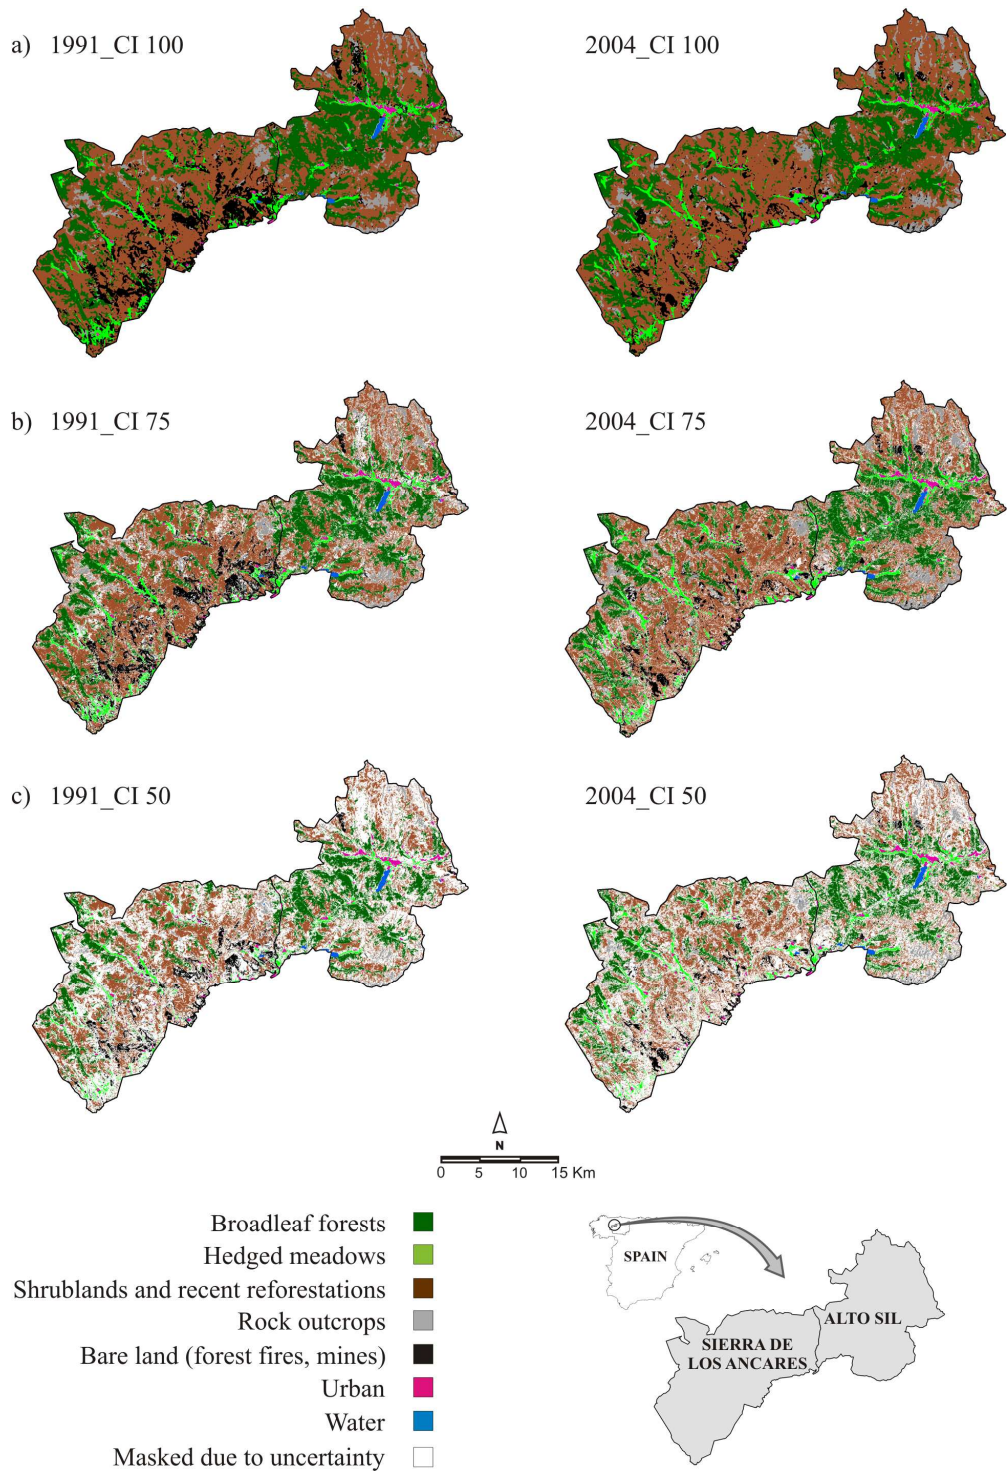 a) 1991_CI 100
2004_CI 100
b) 1991_CI 75
2004_CI 75
c) 1991_CI 50
2004_CI 50
N
0 5 10 15 Km
Broadleaf forests
Hedged meadows
Shrublands and recent reforestations
Rock outcrops
Bare land (forest fires, mines)
Urban
Water
Masked due to uncertainty
SPAIN
ALTO SIL
SIERRA DE
LOS ANCARES